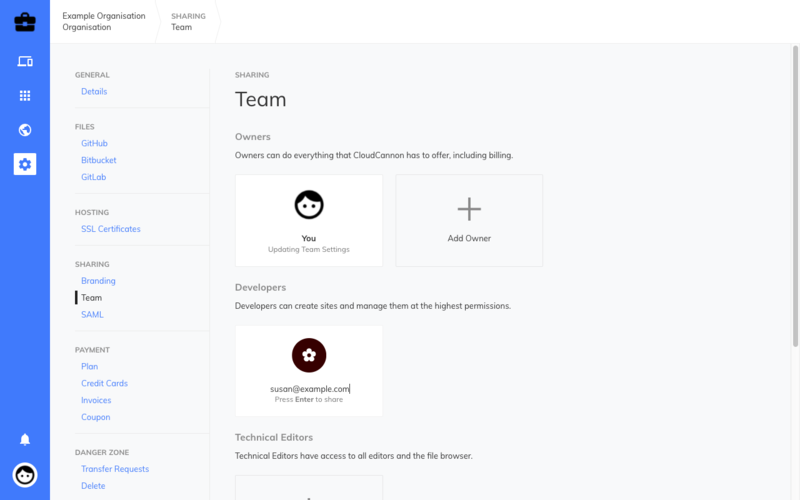 Example Organisation
Organisation
SHARING
Team
GENERAL
Details
FILES
GitHub
Bitbucket
GitLab
HOSTING
SSL Certificates
SHARING
Branding
Team
SAML
PAYMENT
Plan
Credit Cards
Invoices
Coupon
DANGER ZONE
Transfer Requests
Delete
SHARING
Team
Owners
Owners can do everything that CloudCannon has to offer, including billing.
You
Updating Team Settings
Add Owner
Developers
Developers can create sites and manage them at the highest permissions.
susan@example.com
Press Enter to share
Technical Editors
Technical Editors have access to all editors and the file browser.